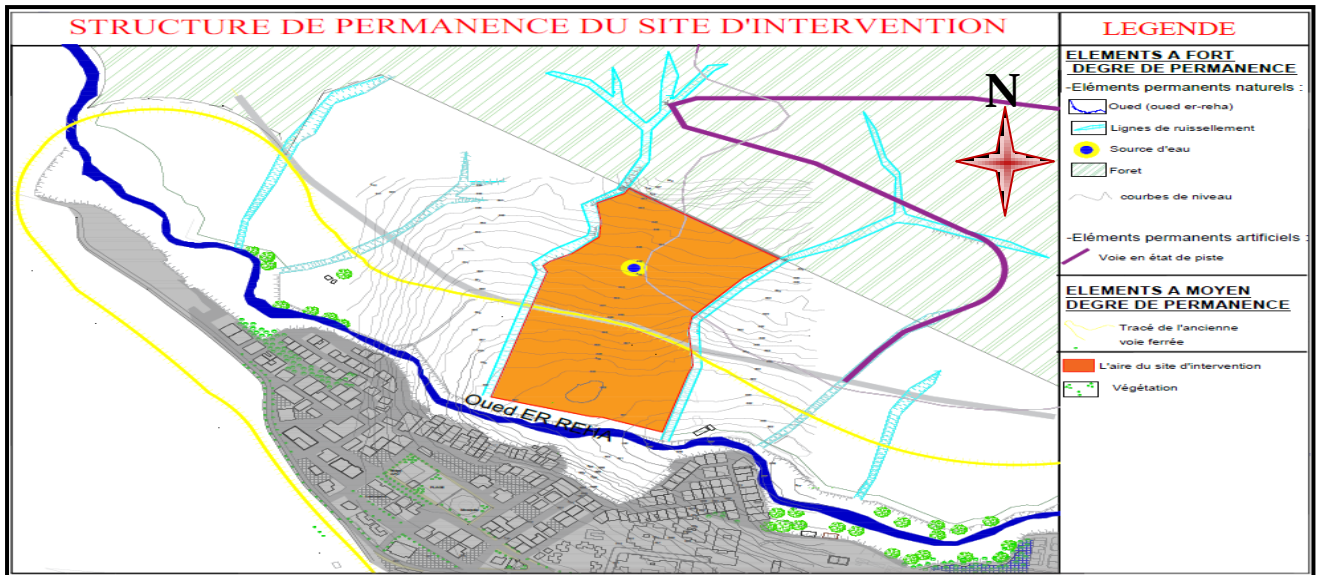 STRUCTURE DE PERMANENCE DU SITE D'INTERVENTION
LEGENDE
ELEMENTS A FORT
DEGRE DE PERMANENCE
-Eléments permanents naturels :
Oued (oued er-reha)
Lignes de ruissellement
Source d'eau
Foret
courbes de niveau
-Eléments permanents artificiels :
Voie en état de piste
ELEMENTS A MOYEN
DEGRE DE PERMANENCE
Tracé de l'ancienne
voie ferrée
L'aire du site d'intervention
Végétation
N
Oued ER REHA